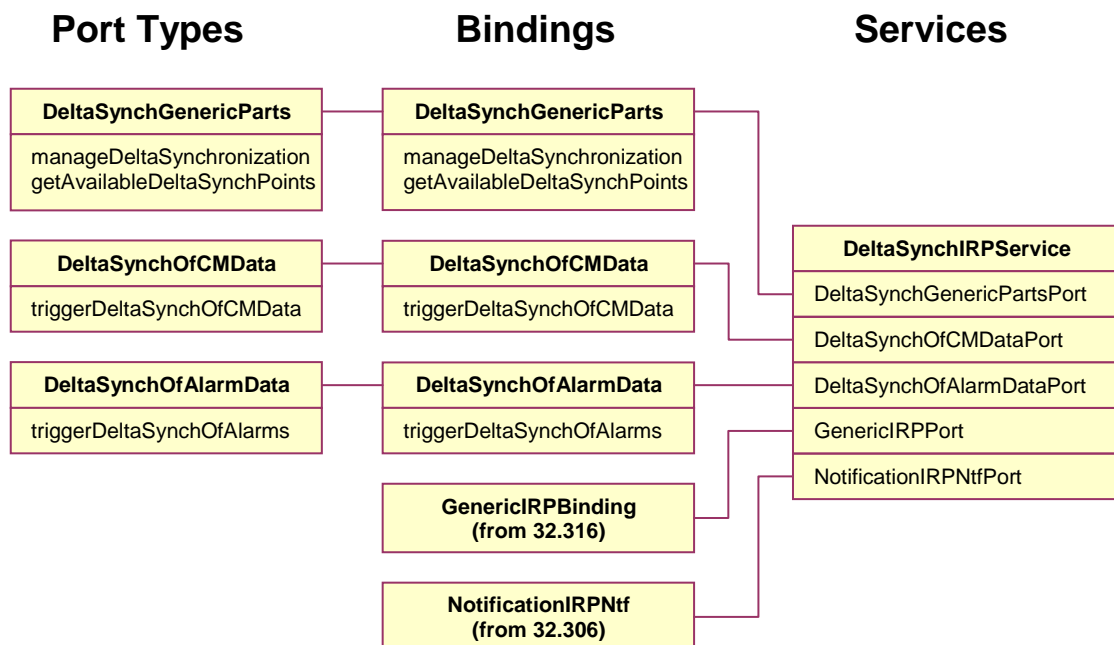 Port Types
Bindings
Services
DeltaSynchGenericParts
manageDeltaSynchronization
getAvailableDeltaSynchPoints
DeltaSynchGenericParts
manageDeltaSynchronization
getAvailableDeltaSynchPoints
DeltaSynchOfCMData
triggerDeltaSynchOfCMData
DeltaSynchOfCMData
triggerDeltaSynchOfCMData
DeltaSynchOfAlarmData
triggerDeltaSynchOfAlarms
DeltaSynchOfAlarmData
triggerDeltaSynchOfAlarms
GenericIRPBinding
(from 32.316)
NotificationIRPNtf
(from 32.306)
DeltaSynchIRPService
DeltaSynchGenericPartsPort
DeltaSynchOfCMDataPort
DeltaSynchOfAlarmDataPort
GenericIRPPort
NotificationIRPNtfPort